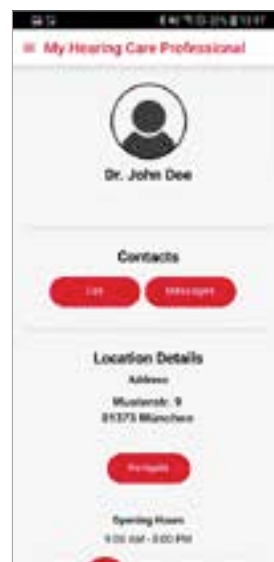 My Hearing Care Professional
Dr. John Doe
Contacts
Call
Messages
Location Details
Address
Musterstr. 9
81373 München
Navigate
Opening Hours
9:00 AM - 8:00 PM